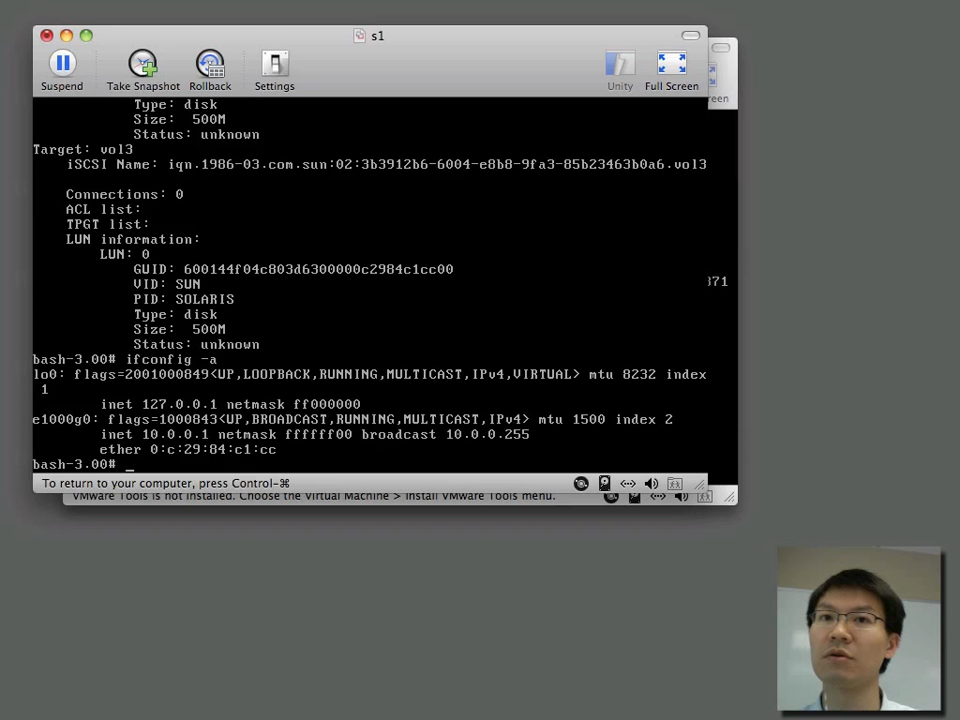 s1
Suspend
Take Snapshot
Rollback
Settings
Unity
Full Screen
een
Type: disk
Size: 500M
Status: unknown
Target: vol3
iSCSI Name: iqn.1986-03.com.sun:02:3b3912b6-6004-e8b8-9fa3-85b23463b0a6.vol3
Connections: 0
ACL list:
TPGT list:
LUN information:
LUN: 0
GUID: 600144f04c803d6300000c2984c1cc00
VID: SUN
371
PID: SOLARIS
Type: disk
Size: 500M
Status: unknown
bash-3.00# ifconfig -a
lo0: flags=2001000849<UP,LOOPBACK,RUNNING,MULTICAST,IPv4,VIRTUAL> mtu 8232 index
1
inet 127.0.0.1 netmask ff000000
e1000g0: flags=1000843<UP,BROADCAST,RUNNING,MULTICAST,IPv4> mtu 1500 index 2
inet 10.0.0.1 netmask ffffff00 broadcast 10.0.0.255
ether 0:c:29:84:c1:cc
bash-3.00# _
To return to your computer, press Control-⌘
VMware Tools is not installed. Choose the Virtual Machine > Install VMware Tools menu.